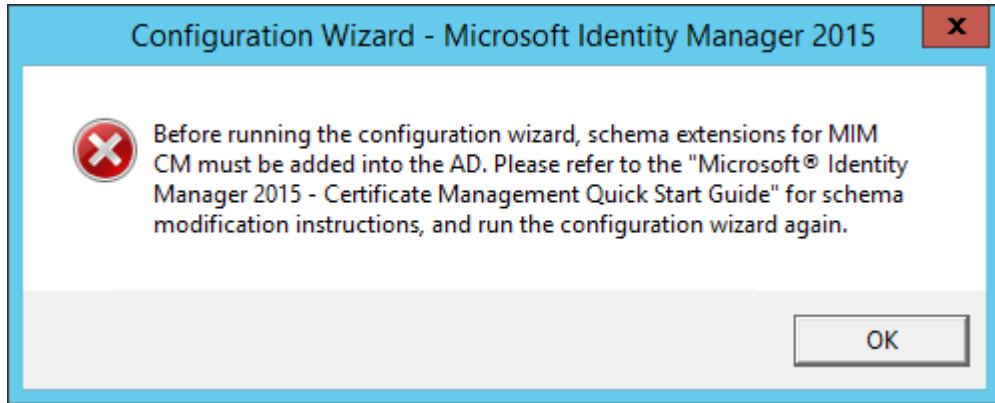 Configuration Wizard - Microsoft Identity Manager 2015
x
Before running the configuration wizard, schema extensions for MIM
CM must be added into the AD. Please refer to the "Microsoft® Identity
Manager 2015 - Certificate Management Quick Start Guide" for schema
modification instructions, and run the configuration wizard again.
OK